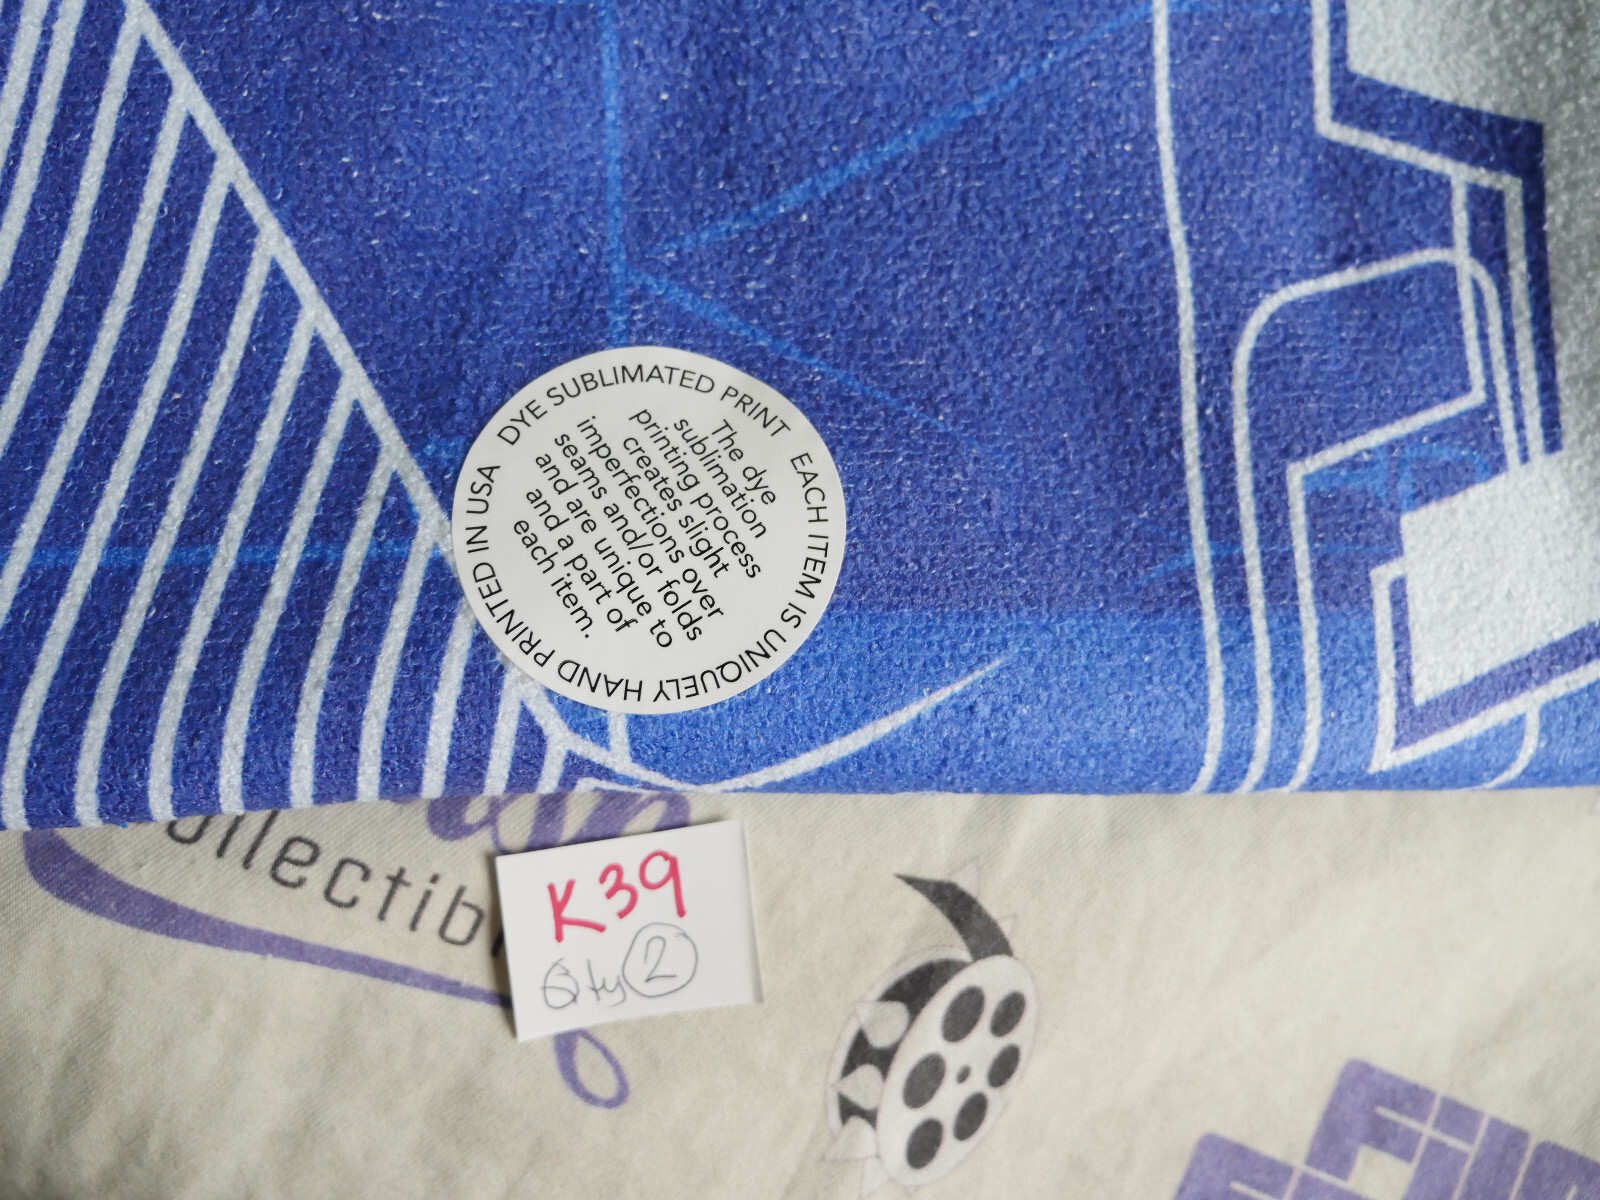 DYE SUBLIMATED PRINT
EACH ITEM IS UNIQUELY HAND PRINTED IN USA
The dye
sublimation
printing process
creates slight
imperfections over
seams and/or folds
and are unique to
and a part of
each item.
K39
Qty 2